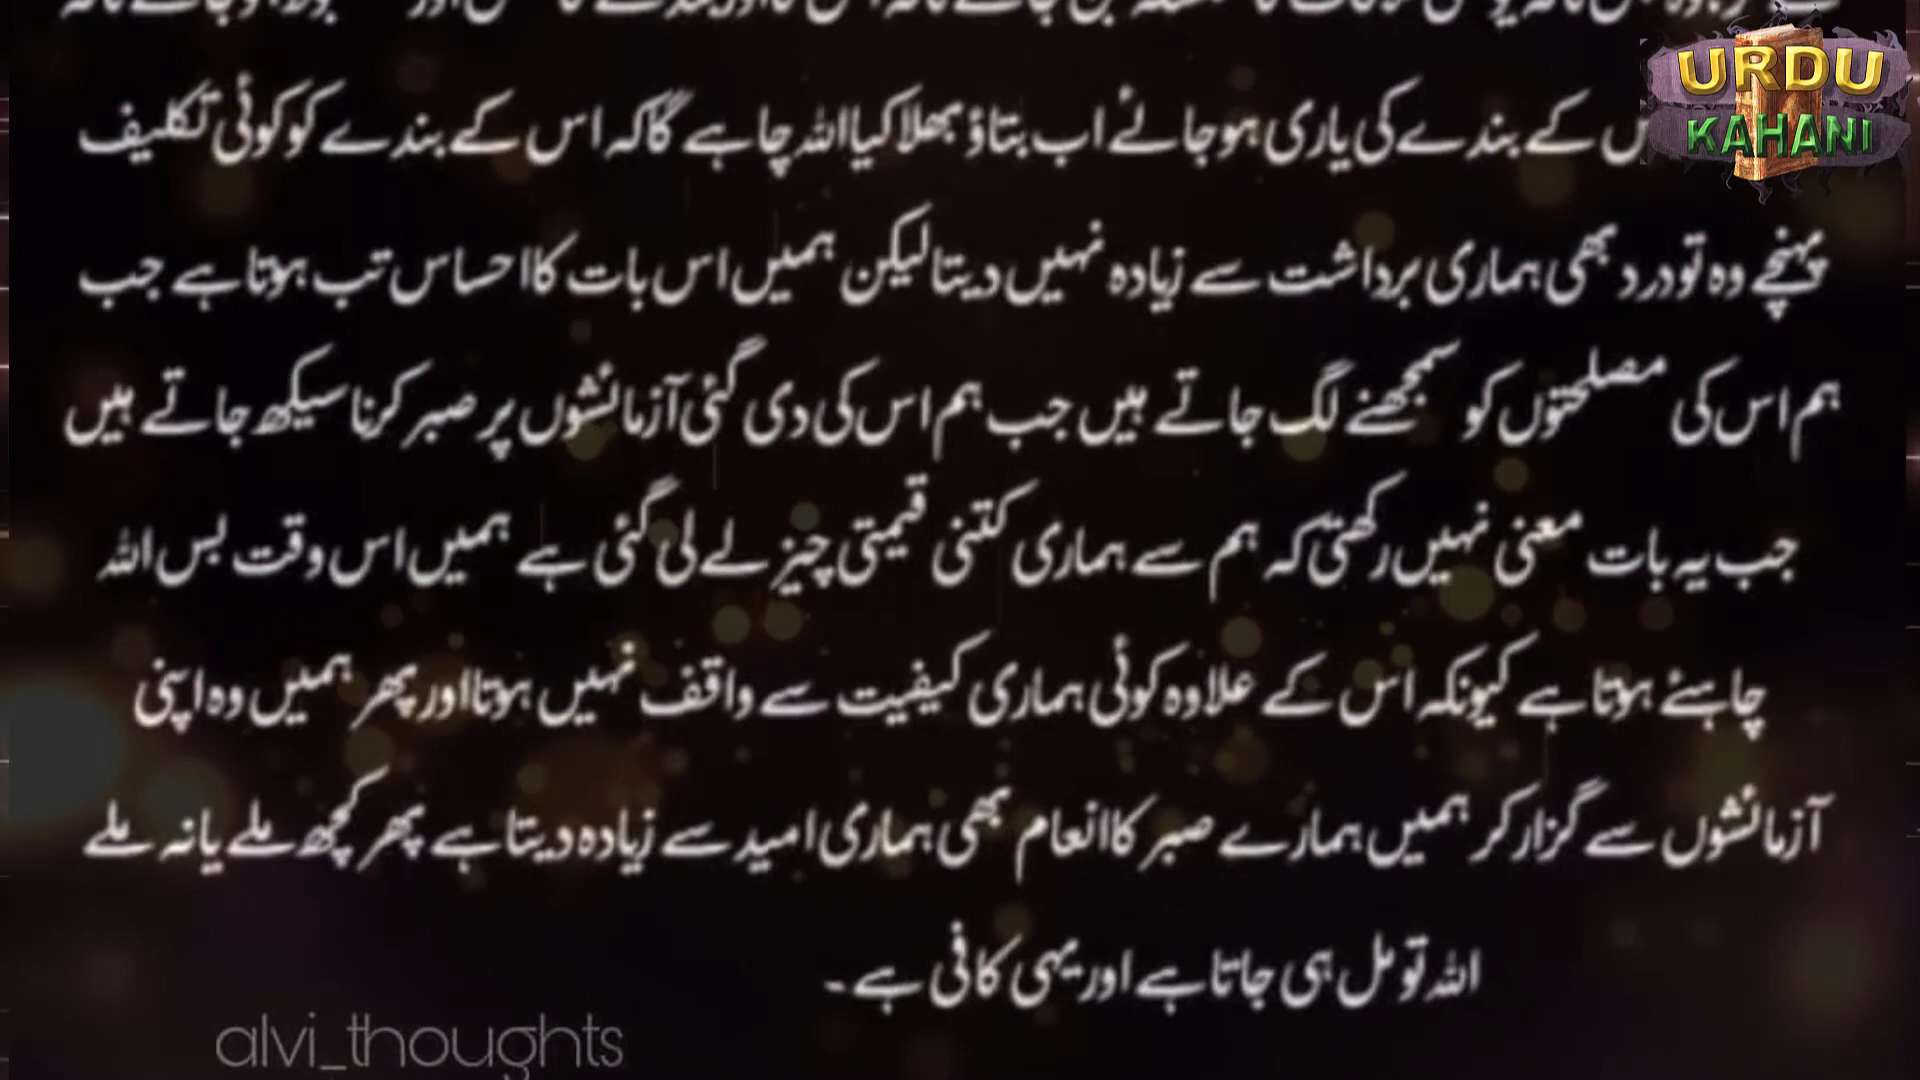 ں کے بندے کی یاری ہو جائے اب بتاؤ بھلا کیا اللہ چاہے گا کہ اس کے بندے کو کوئی تکلیف
پہنچے وہ تو درد بھی ہماری برداشت سے زیادہ نہیں دیتا لیکن ہمیں اس بات کا احساس تب ہوتا ہے جب
ہم اس کی مصلحتوں کو سمجھنے لگ جاتے ہیں جب ہم اس کی دی گئی آزمائشوں پر صبر کرنا سیکھ جاتے ہیں
جب یہ بات معنی نہیں رکھتی کہ ہم سے ہماری کتنی قیمتی چیز لے لی گئی ہے ہمیں اس وقت بس اللہ
چاہئے ہوتا ہے کیونکہ اس کے علاوہ کوئی ہماری کیفیت سے واقف نہیں ہوتا اور پھر ہمیں وہ اپنی
آزمائشوں سے گزار کر ہمیں ہمارے صبر کا انعام بھی ہماری امید سے زیادہ دیتا ہے پھر کچھ ملے یا نہ ملے
اللہ تو مل ہی جاتا ہے اور یہی کافی ہے۔
alvi_thoughts
URDU
KAHANI